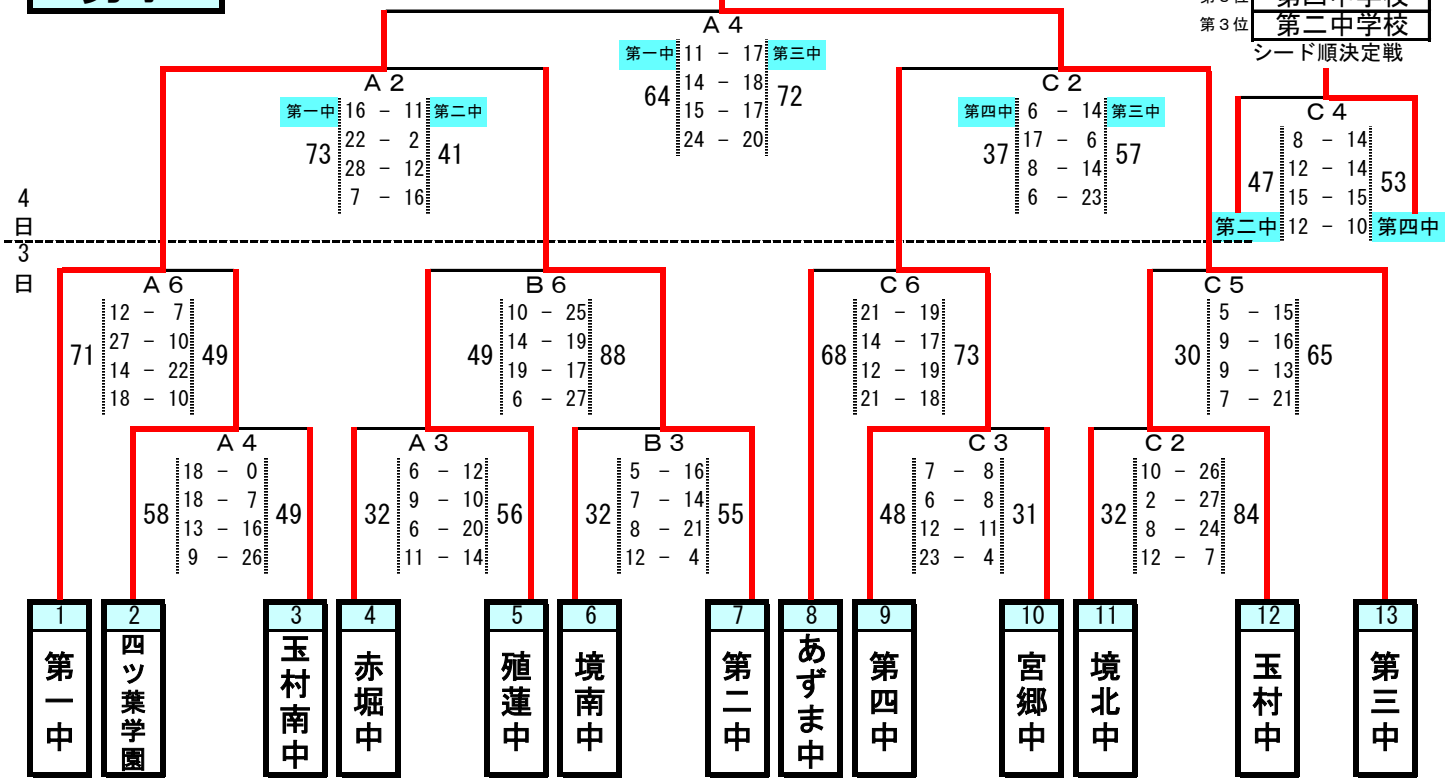 第四中学校
第３位 第二中学校
シード順決定戦
Ａ４
第一中 11 － 17 第三中
14 － 18
64 72
15 － 17
24 － 20
Ａ２
第一中 16 － 11 第二中
22 － 2
73 41
28 － 12
7 － 16
Ｃ２
第四中 6 － 14 第三中
17 － 6
37 57
8 － 14
6 － 23
Ｃ４
8 － 14
12 － 14
47 53
15 － 15
第二中 12 － 10 第四中
4
日
3
日
Ａ６
12 － 7
27 － 10
71 49
14 － 22
18 － 10
Ｂ６
10 － 25
14 － 19
49 88
19 － 17
6 － 27
Ｃ６
21 － 19
14 － 17
68 73
12 － 19
21 － 18
Ｃ５
5 － 15
9 － 16
30 65
9 － 13
7 － 21
Ａ４
18 － 0
18 － 7
58 49
13 － 16
9 － 26
Ａ３
6 － 12
9 － 10
32 56
6 － 20
11 － 14
Ｂ３
5 － 16
7 － 14
32 55
8 － 21
12 － 4
Ｃ３
7 － 8
6 － 8
48 31
12 － 11
23 － 4
Ｃ２
10 － 26
2 － 27
32 84
8 － 24
12 － 7
1 2 3 4 5 6 7 8 9 10 11 12 13
第一中
四ツ葉学園
玉村南中
赤堀中
殖蓮中
境南中
第二中
あずま中
第四中
宮郷中
境北中
玉村中
第三中